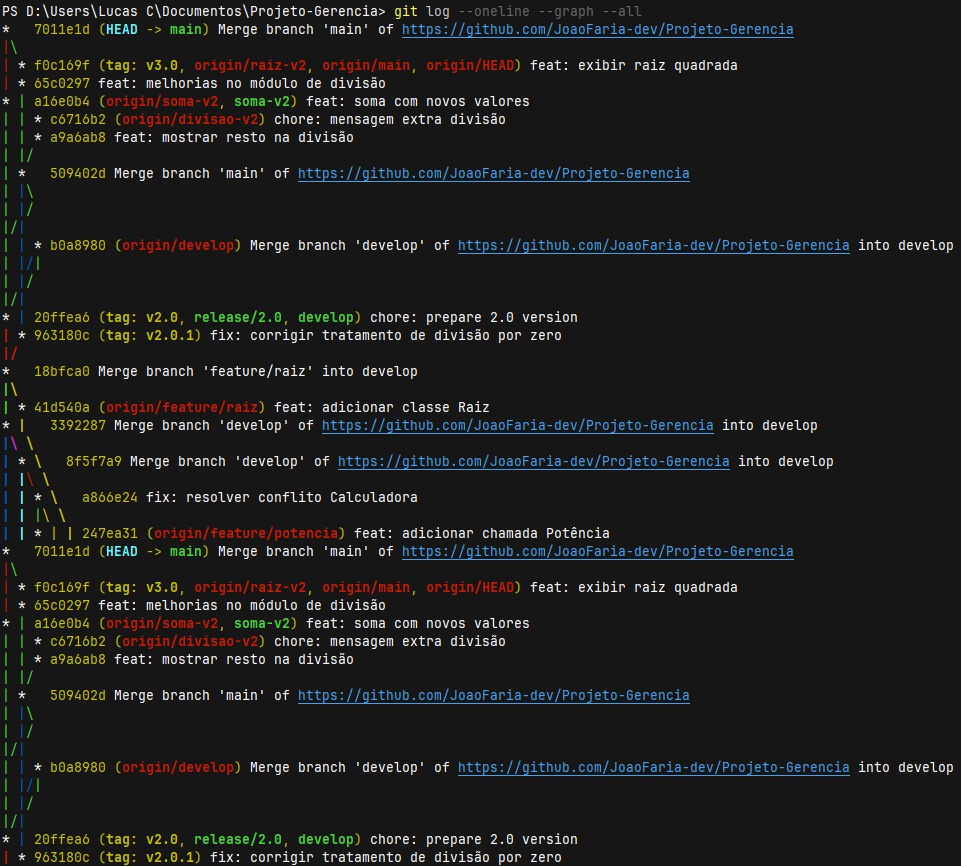 PS D:\Users\Lucas C\Documentos\Projeto-Gerencia> git log --oneline --graph --all
*   7011e1d (HEAD -> main) Merge branch 'main' of https://github.com/JoaoFaria-dev/Projeto-Gerencia
|\
| * f0c169f (tag: v3.0, origin/raiz-v2, origin/main, origin/HEAD) feat: exibir raiz quadrada
| * 65c0297 feat: melhorias no módulo de divisão
* | a16e0b4 (origin/soma-v2, soma-v2) feat: soma com novos valores
| | * c6716b2 (origin/divisao-v2) chore: mensagem extra divisão
| | * a9a6ab8 feat: mostrar resto na divisão
| |/
| *   509402d Merge branch 'main' of https://github.com/JoaoFaria-dev/Projeto-Gerencia
| |\
| |/
|/|
| | * b0a8980 (origin/develop) Merge branch 'develop' of https://github.com/JoaoFaria-dev/Projeto-Gerencia into develop
| |/|
| |/
|/|
* | 20ffea6 (tag: v2.0, release/2.0, develop) chore: prepare 2.0 version
| * 963180c (tag: v2.0.1) fix: corrigir tratamento de divisão por zero
|/
*   18bfca0 Merge branch 'feature/raiz' into develop
|\
| * 41d540a (origin/feature/raiz) feat: adicionar classe Raiz
* |   3392287 Merge branch 'develop' of https://github.com/JoaoFaria-dev/Projeto-Gerencia into develop
|\ \
| * \   8f5f7a9 Merge branch 'develop' of https://github.com/JoaoFaria-dev/Projeto-Gerencia into develop
| |\ \
| | * \   a866e24 fix: resolver conflito Calculadora
| | |\ \
| | * | | 247ea31 (origin/feature/potencia) feat: adicionar chamada Potência
*   7011e1d (HEAD -> main) Merge branch 'main' of https://github.com/JoaoFaria-dev/Projeto-Gerencia
|\
| * f0c169f (tag: v3.0, origin/raiz-v2, origin/main, origin/HEAD) feat: exibir raiz quadrada
| * 65c0297 feat: melhorias no módulo de divisão
* | a16e0b4 (origin/soma-v2, soma-v2) feat: soma com novos valores
| | * c6716b2 (origin/divisao-v2) chore: mensagem extra divisão
| | * a9a6ab8 feat: mostrar resto na divisão
| |/
| *   509402d Merge branch 'main' of https://github.com/JoaoFaria-dev/Projeto-Gerencia
| |\
| |/
|/|
| | * b0a8980 (origin/develop) Merge branch 'develop' of https://github.com/JoaoFaria-dev/Projeto-Gerencia into develop
| |/|
| |/
|/|
* | 20ffea6 (tag: v2.0, release/2.0, develop) chore: prepare 2.0 version
| * 963180c (tag: v2.0.1) fix: corrigir tratamento de divisão por zero